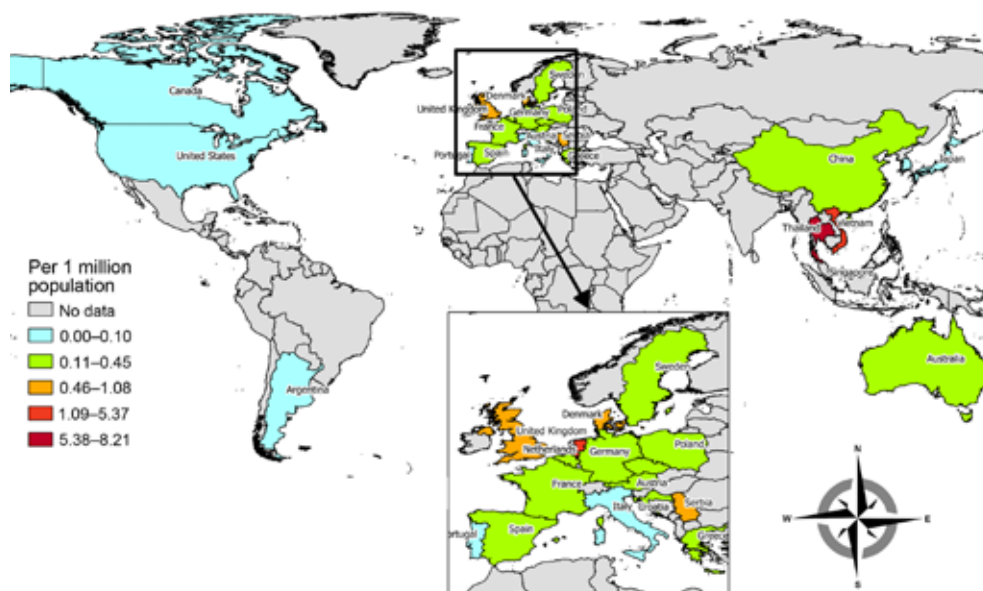 Canada
United States
Argentina
Sweden
Denmark
United Kingdom
Germany
Poland
France
Portugal
Spain
Italy
Greece
China
Japan
Thailand
Vietnam
Singapore
Australia
Per 1 million
population
No data
0.00–0.10
0.11–0.45
0.46–1.08
1.09–5.37
5.38–8.21
Sweden
Denmark
United Kingdom
Netherlands
Germany
Poland
France
Austria
Italy
Croatia
Serbia
Portugal
Spain
Greece
N
W
E
S